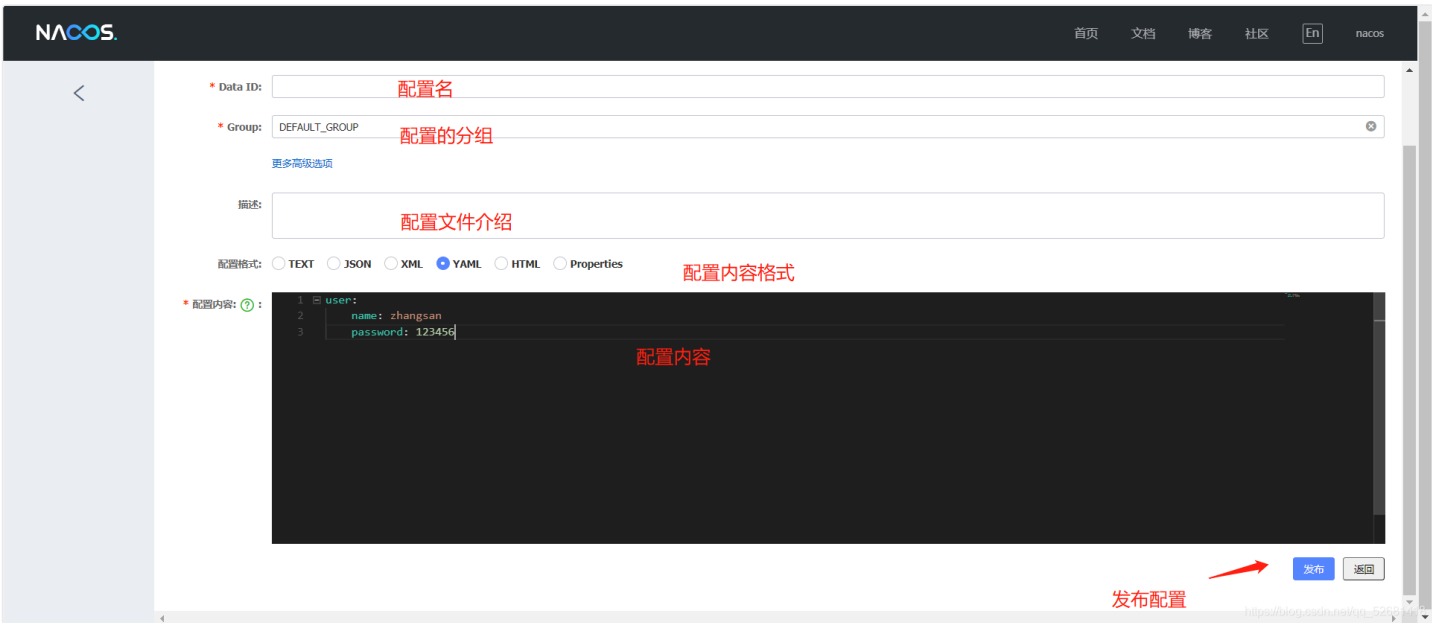 NACOS.
首页 文档 博客 社区 En nacos
* Data ID: 配置名
* Group: DEFAULT_GROUP 配置的分组
更多高级选项
描述: 配置文件介绍
配置格式: TEXT JSON XML YAML HTML Properties 配置内容格式
* 配置内容: ? :
1 user:
2 name: zhangsan
3 password: 123456
配置内容
发布 返回
发布配置